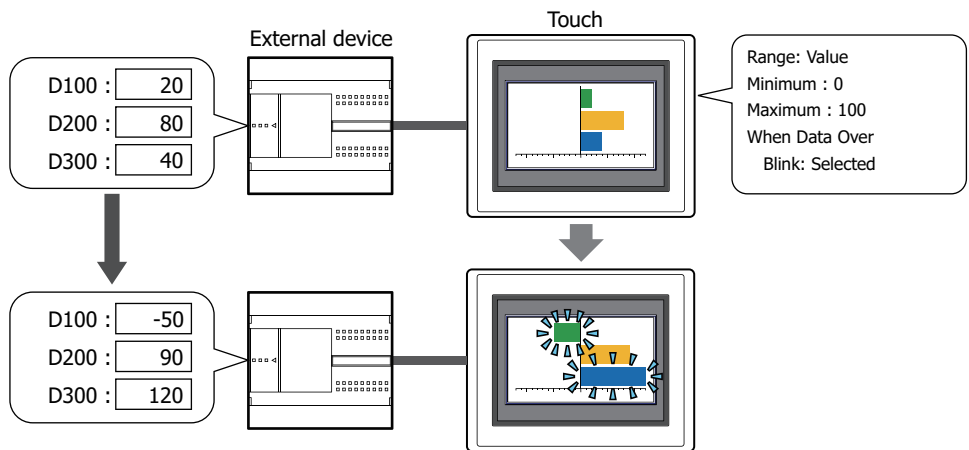 External device
Touch
D100 : 20
D200 : 80
D300 : 40
Range: Value
Minimum : 0
Maximum : 100
When Data Over
Blink: Selected
D100 : -50
D200 : 90
D300 : 120